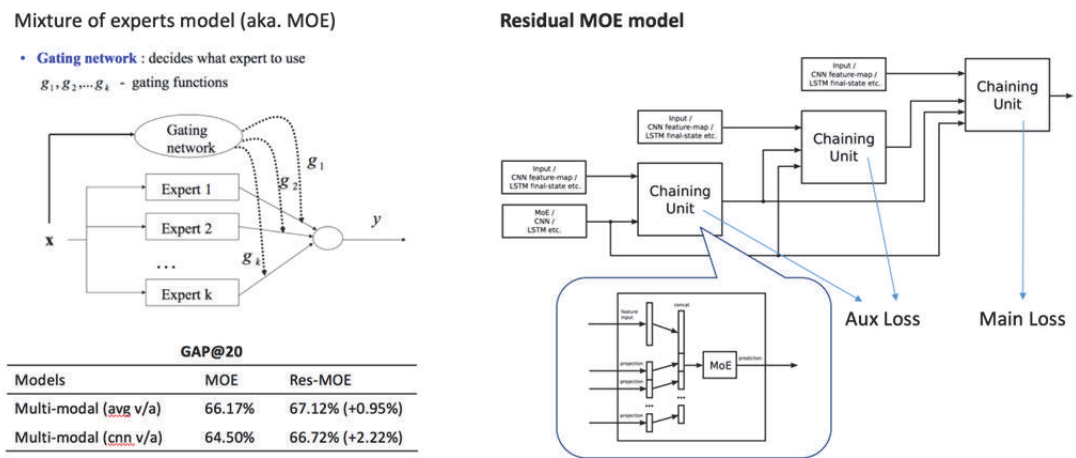 Mixture of experts model (aka. MOE)
• Gating network : decides what expert to use
g1, g2,...gk - gating functions
Gating
network
g1
g2
gk
Expert 1
Expert 2
...
Expert k
x
y
GAP@20
Models MOE Res-MOE
Multi-modal (avg v/a) 66.17% 67.12% (+0.95%)
Multi-modal (cnn v/a) 64.50% 66.72% (+2.22%)
Residual MOE model
Input /
CNN feature-map /
LSTM final-state etc.
Chaining
Unit
Input /
CNN feature-map /
LSTM final-state etc.
Chaining
Unit
Input /
CNN feature-map /
LSTM final-state etc.
Chaining
Unit
MoE /
CNN /
LSTM etc.
Aux Loss
Main Loss
feature
input
concat
projection
projection
...
projection
...
MoE
prediction